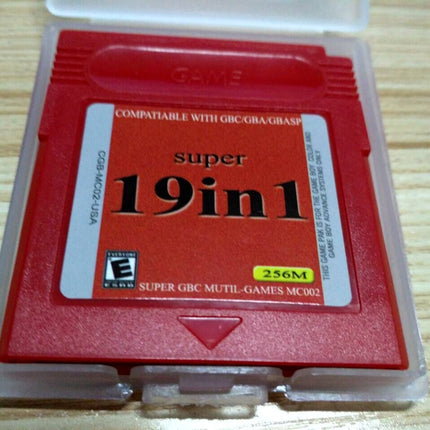 GAME
COMPATIABLE WITH GBC/GBA/GBASP
super
19in1
CGB-MC02-USA
THIS GAME PAK IS FOR THE GAME BOY COLOR AND
GAME BOY ADVANCE SYSTEMS ONLY
EVERYONE
E
ESRB
256M
SUPER GBC MUTIL-GAMES MC002